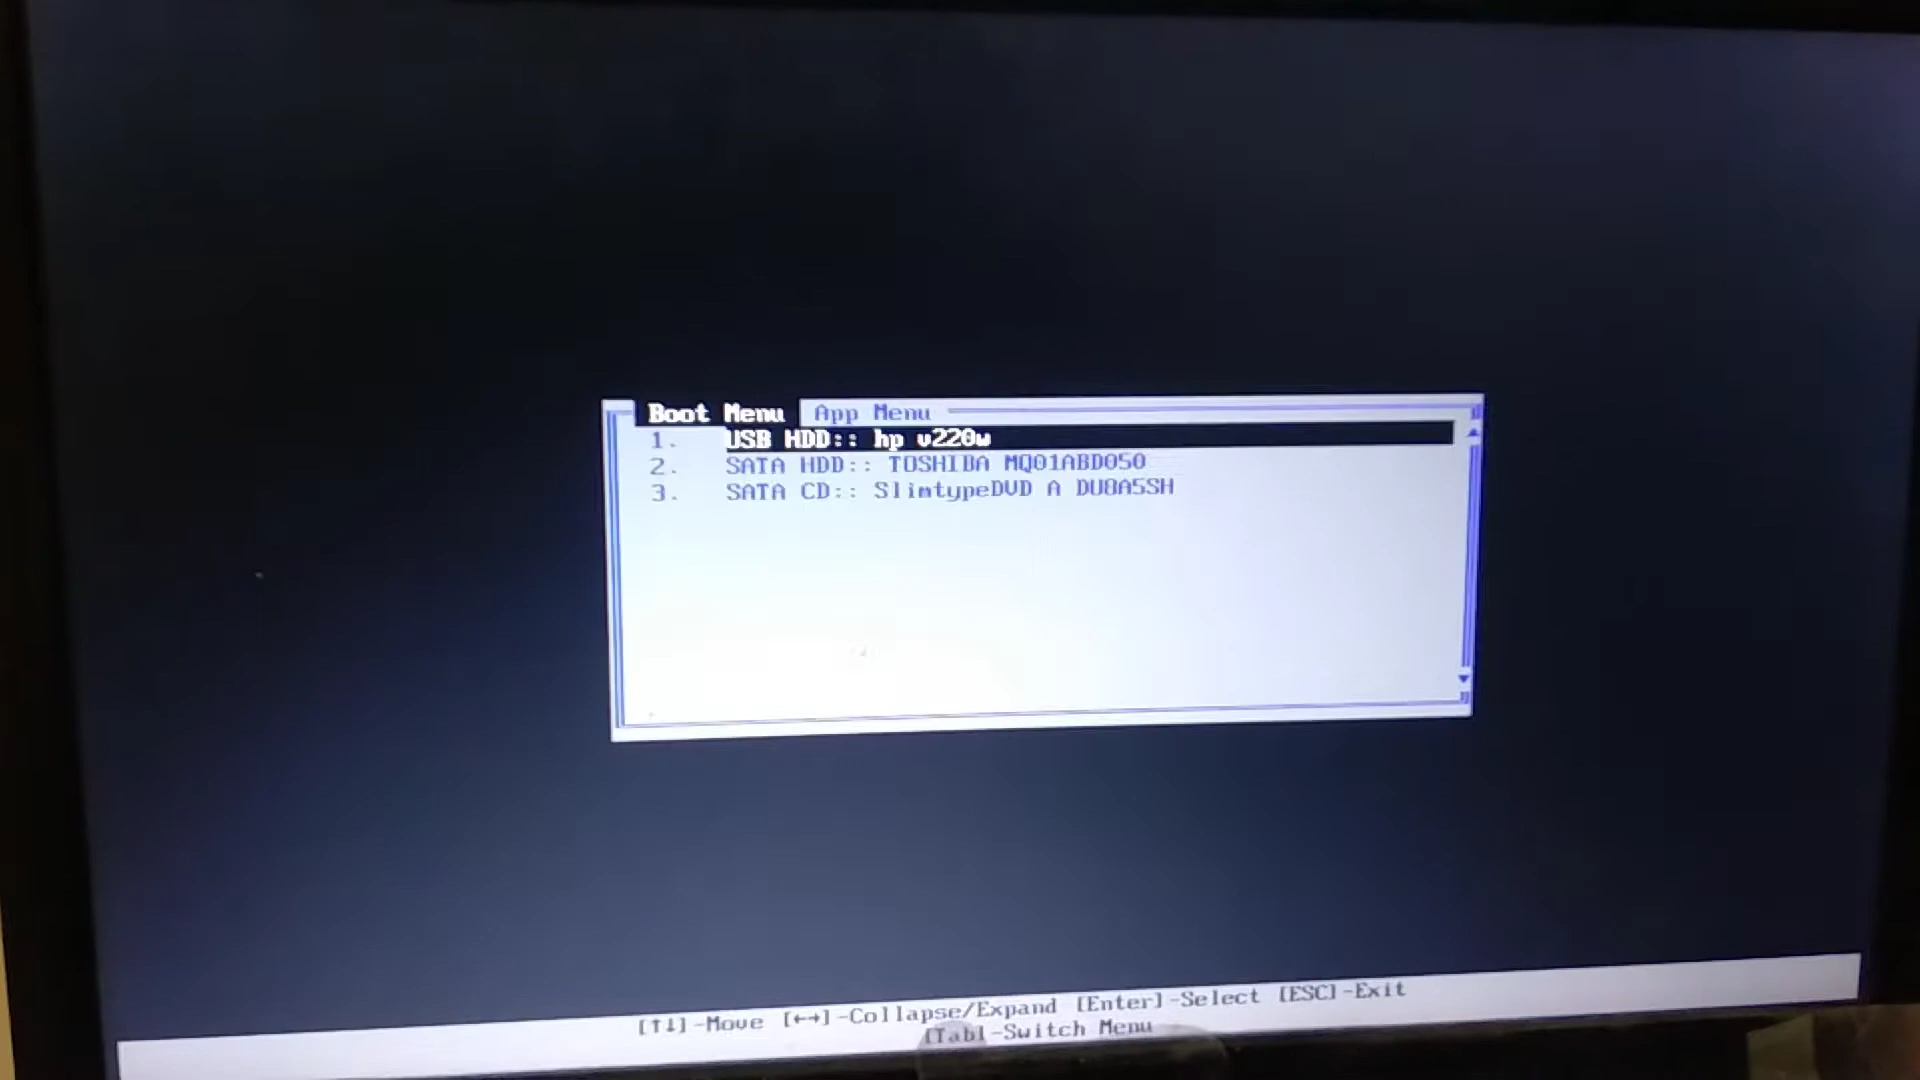 Boot Menu App Menu
1. USB HDD:: hp v220w
2. SATA HDD:: TOSHIBA MQ01ABD050
3. SATA CD:: SlimtypeDVD A DU8A5SH
[↑↓]-Move [←→]-Collapse/Expand [Enter]-Select [ESC]-Exit
[Tab]-Switch Menu